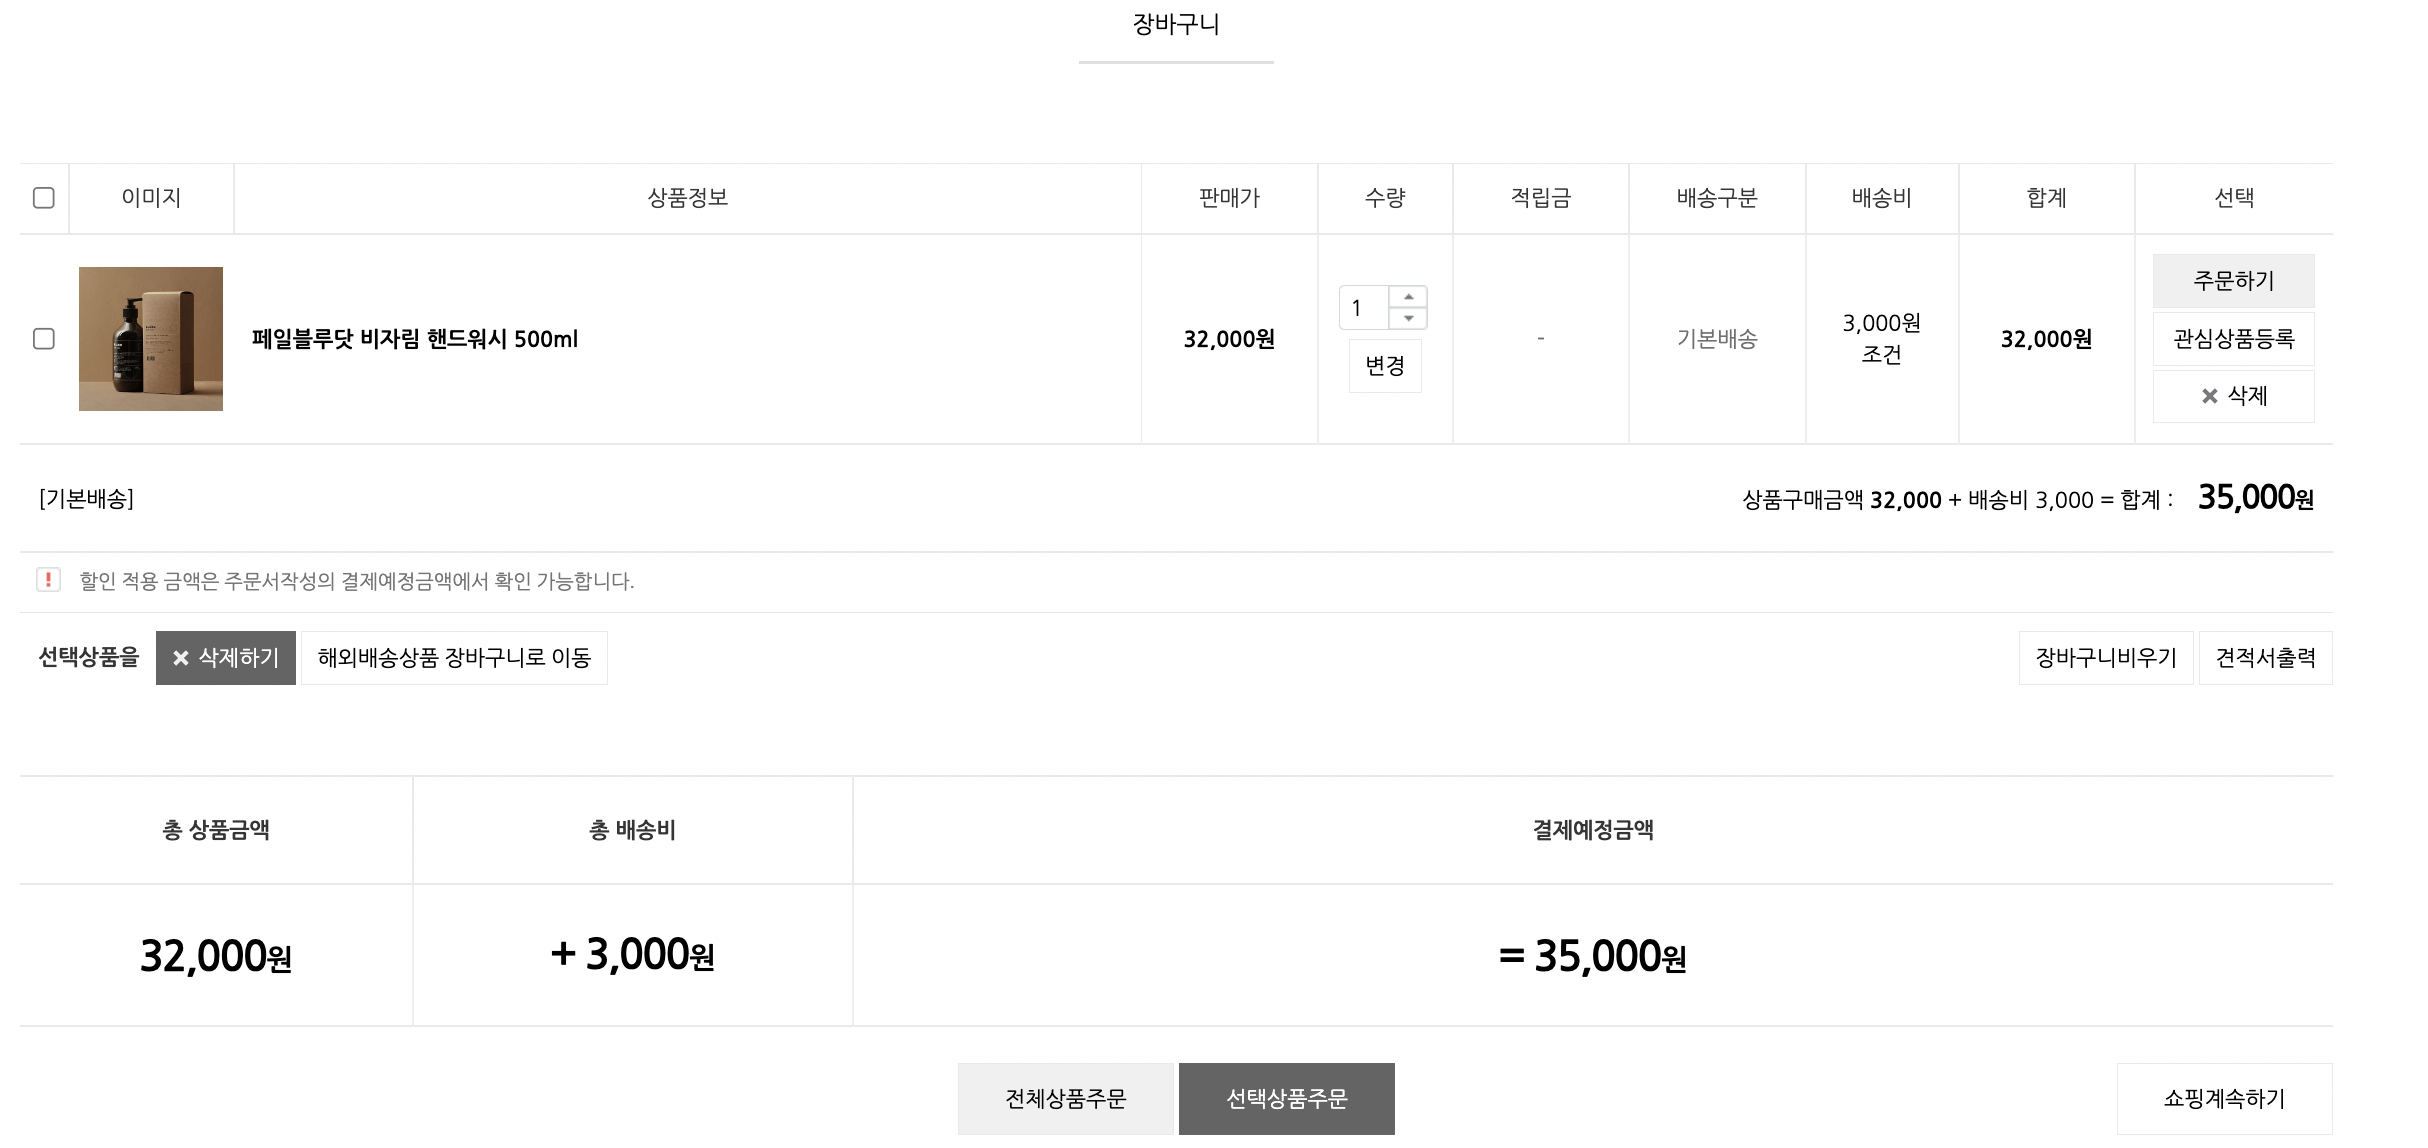 장바구니
이미지 상품정보 판매가 수량 적립금 배송구분 배송비 합계 선택
페일블루닷 비자림 핸드워시 500ml 32,000원 1 변경 - 기본배송 3,000원 조건 32,000원 주문하기 관심상품등록 삭제
[기본배송] 상품구매금액 32,000 + 배송비 3,000 = 합계 : 35,000원
할인 적용 금액은 주문서작성의 결제예정금액에서 확인 가능합니다.
선택상품을 삭제하기 해외배송상품 장바구니로 이동 장바구니비우기 견적서출력
총 상품금액 총 배송비 결제예정금액
32,000원 + 3,000원 = 35,000원
전체상품주문 선택상품주문 쇼핑계속하기